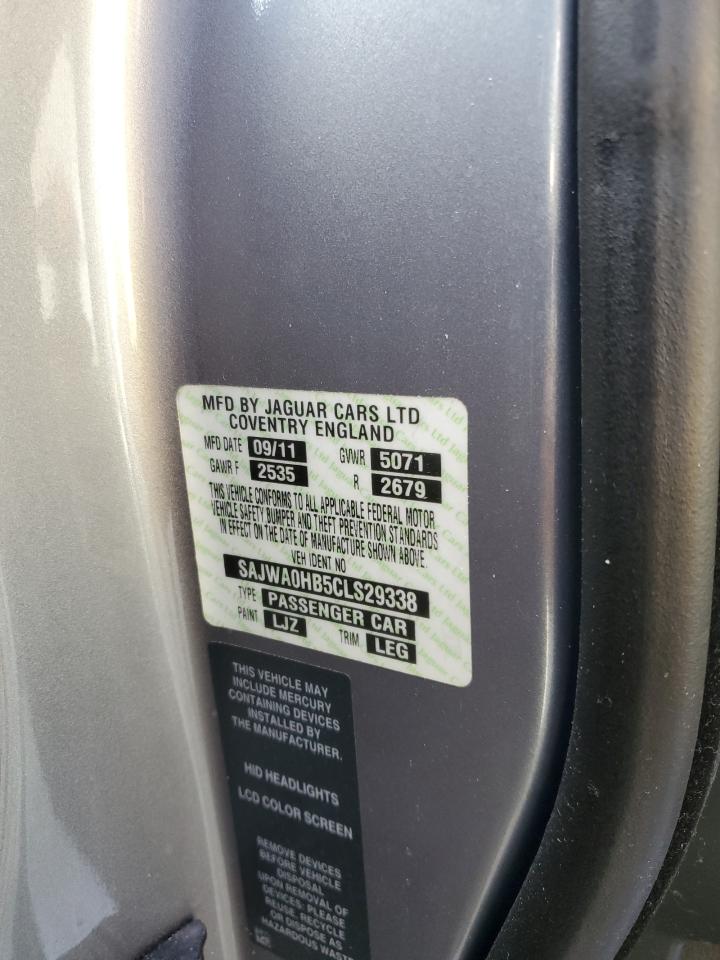 MFD BY JAGUAR CARS LTD
COVENTRY ENGLAND
MFD DATE 09/11 GVWR 5071
GAWR F 2535 R 2679
THIS VEHICLE CONFORMS TO ALL APPLICABLE FEDERAL MOTOR
VEHICLE SAFETY BUMPER AND THEFT PREVENTION STANDARDS
IN EFFECT ON THE DATE OF MANUFACTURE SHOWN ABOVE.
VEH IDENT NO
SAJWA0HB5CLS29338
TYPE PASSENGER CAR
PAINT LJZ TRIM LEG
THIS VEHICLE MAY
INCLUDE MERCURY
CONTAINING DEVICES
INSTALLED BY
THE MANUFACTURER.
HID HEADLIGHTS
LCD COLOR SCREEN
REMOVE DEVICES
BEFORE VEHICLE
DISPOSAL
UPON REMOVAL OF
DEVICES: PLEASE
REUSE, RECYCLE
OR DISPOSE AS
HAZARDOUS WASTE